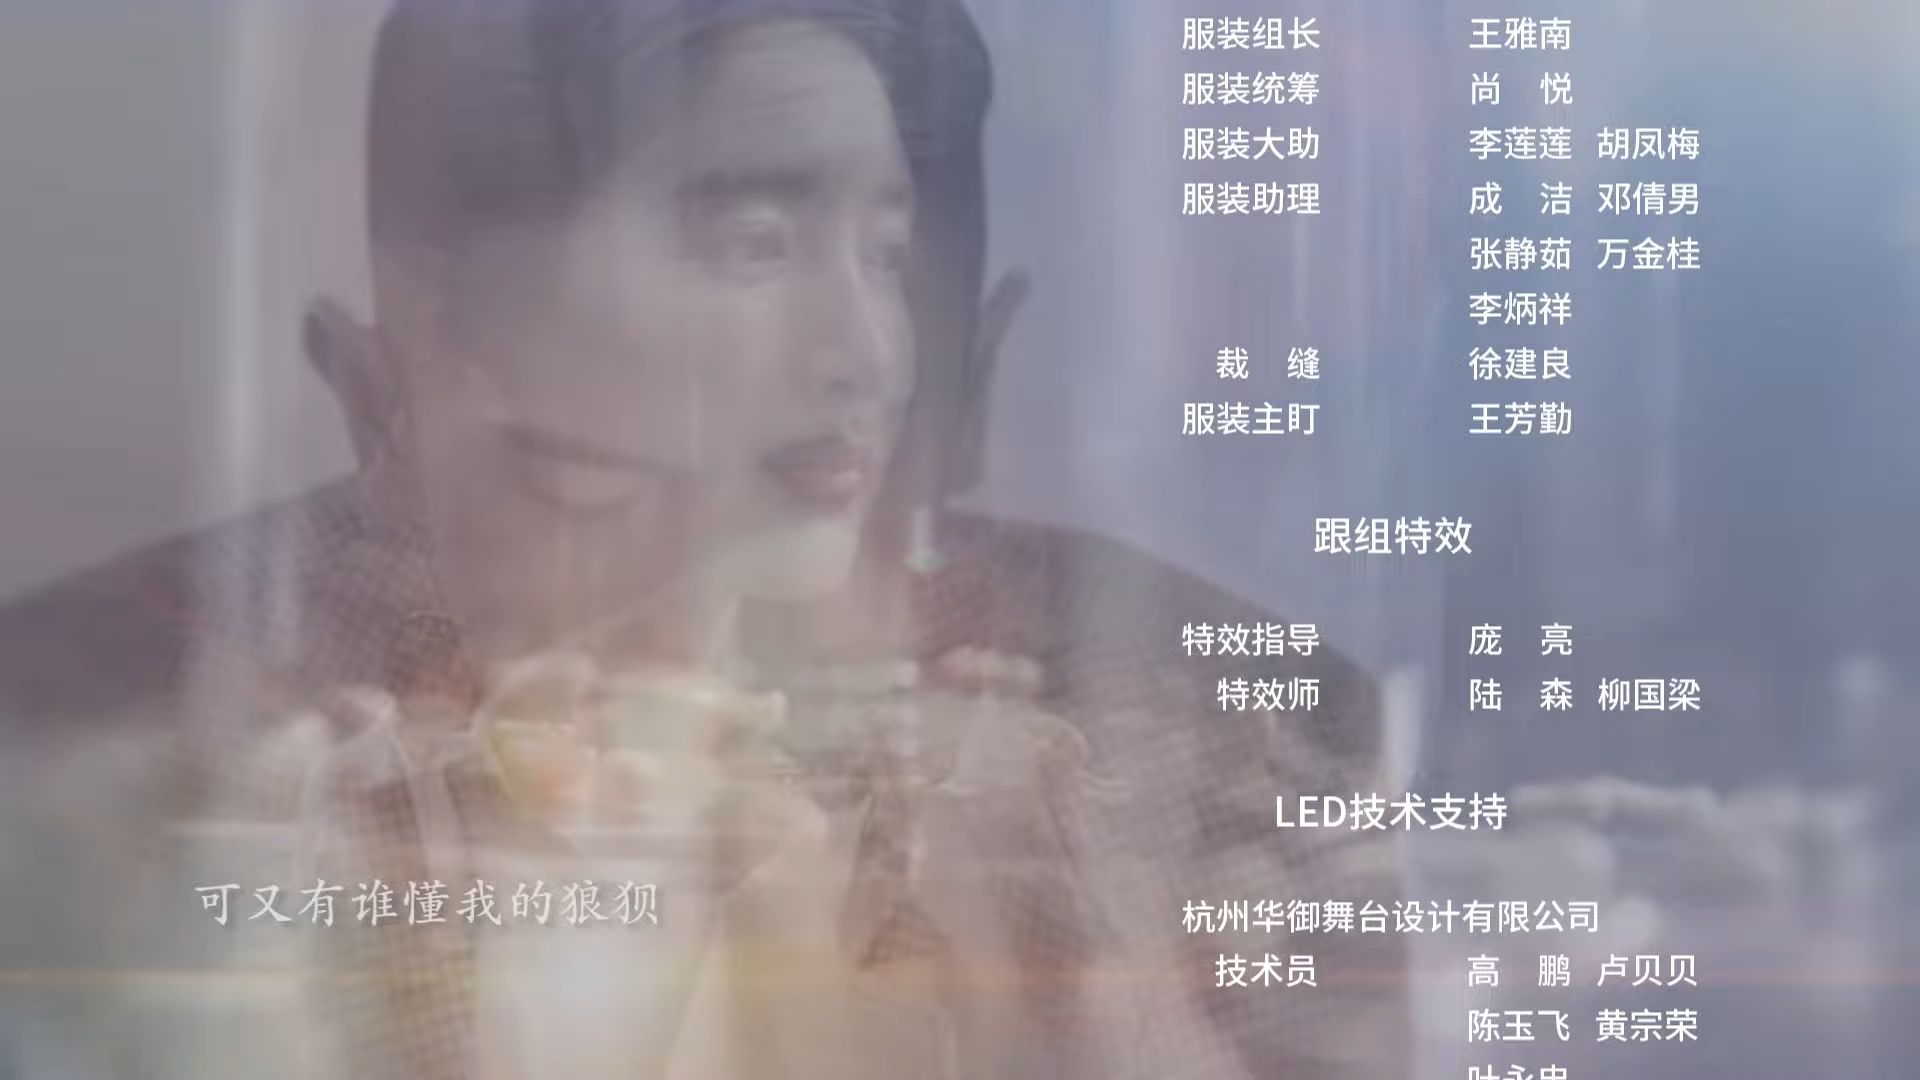 服装组长 王雅南
服装统筹 尚 悦
服装大助 李莲莲 胡凤梅
服装助理 成 洁 邓倩男
张静茹 万金桂
李炳祥
裁 缝 徐建良
服装主盯 王芳勤
跟组特效
特效指导 庞 亮
特效师 陆 森 柳国梁
LED技术支持
可又有谁懂我的狼狈
杭州华御舞台设计有限公司
技术员 高 鹏 卢贝贝
陈玉飞 黄宗荣